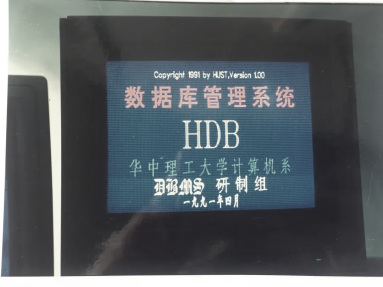 Copyright 1991 by HUST,Version 1.00
数据库管理系统
HDB
华中理工大学计算机系
DBMS 研制组
一九九一年四月